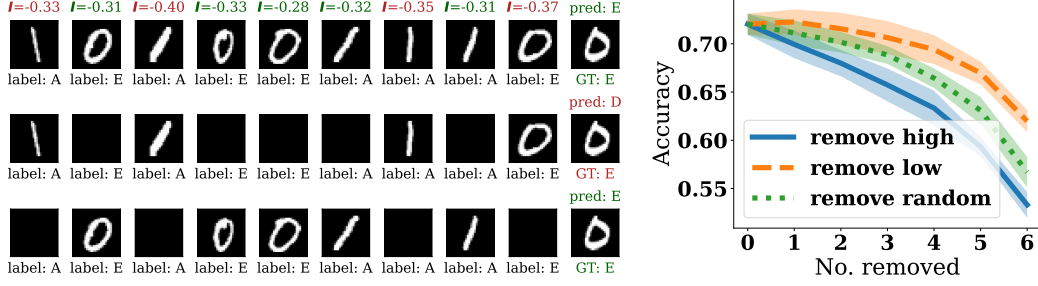 I=-0.33 I=-0.31 I=-0.40 I=-0.33 I=-0.28 I=-0.32 I=-0.35 I=-0.31 I=-0.37 pred: E
label: A label: E label: A label: E label: E label: A label: A label: A label: E GT: E
pred: D
label: A label: E label: A label: E label: E label: A label: A label: A label: E GT: E
pred: E
label: A label: E label: A label: E label: E label: A label: A label: A label: E GT: E
Accuracy
0.70
0.65
0.60
0.55
remove high
remove low
remove random
0 1 2 3 4 5 6
No. removed